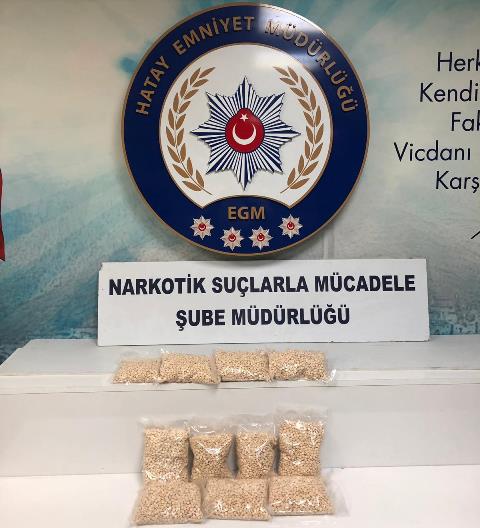 HATAY EMNİYET MÜDÜRLÜĞÜ
EGM
Herk
Kendi
Fak
Vicdanı
Karş
NARKOTİK SUÇLARLA MÜCADELE
ŞUBE MÜDÜRLÜĞÜ